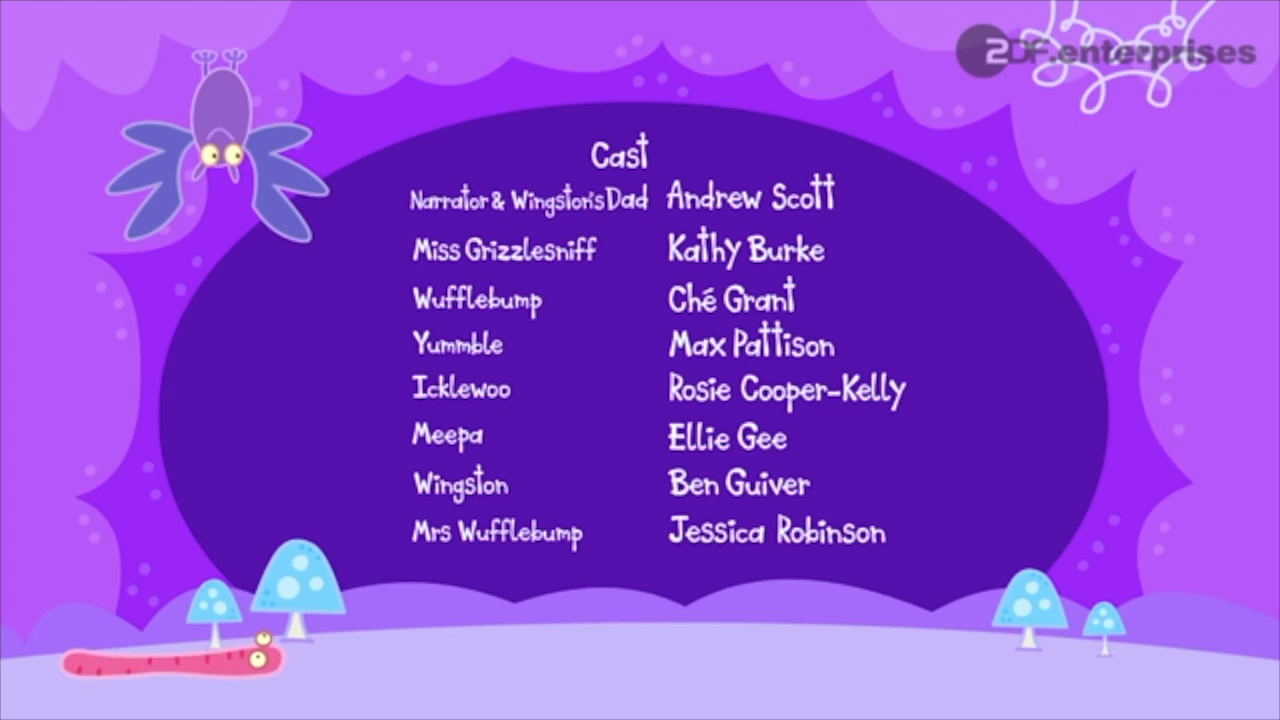 ZDF.enterprises
Cast
Narrator & Wingston's Dad Andrew Scott
Miss Grizzlesniff Kathy Burke
Wufflebump Ché Grant
Yummble Max Pattison
Icklewoo Rosie Cooper-Kelly
Meepa Ellie Gee
Wingston Ben Guiver
Mrs Wufflebump Jessica Robinson